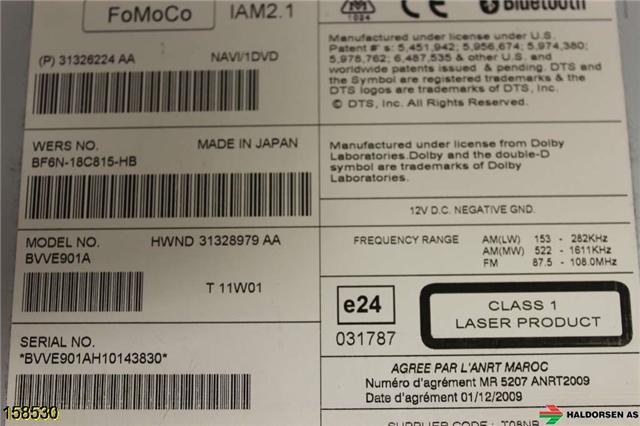 FoMoCo
IAM2.1
1024
Bluetooth
(P) 31326224 AA
NAVI/1DVD
Manufactured under license under U.S.
Patent #'s: 5,451,942; 5,956,674; 5,974,380;
5,978,762; 6,487,535 & other U.S. and
worldwide patents issued & pending. DTS and
the Symbol are registered trademarks & the
DTS logos are trademarks of DTS, Inc.
© DTS, Inc. All Rights Reserved.
WERS NO.
MADE IN JAPAN
BF6N-18C815-HB
Manufactured under license from Dolby
Laboratories.Dolby and the double-D
symbol are trademarks of Dolby
Laboratories.
12V D.C. NEGATIVE GND.
MODEL NO.
HWND 31328979 AA
BVVE901A
T 11W01
FREQUENCY RANGE
AM(LW) 153 - 282KHz
AM(MW) 522 - 1611KHz
FM 87.5 - 108.0MHz
e24
031787
CLASS 1
LASER PRODUCT
SERIAL NO.
*BVVE901AH10143830*
AGREE PAR L'ANRT MAROC
Numéro d'agrément MR 5207 ANRT2009
Date d'agrément 01/12/2009
SUPPLIER CODE : T08NB
158530
HALDORSEN AS